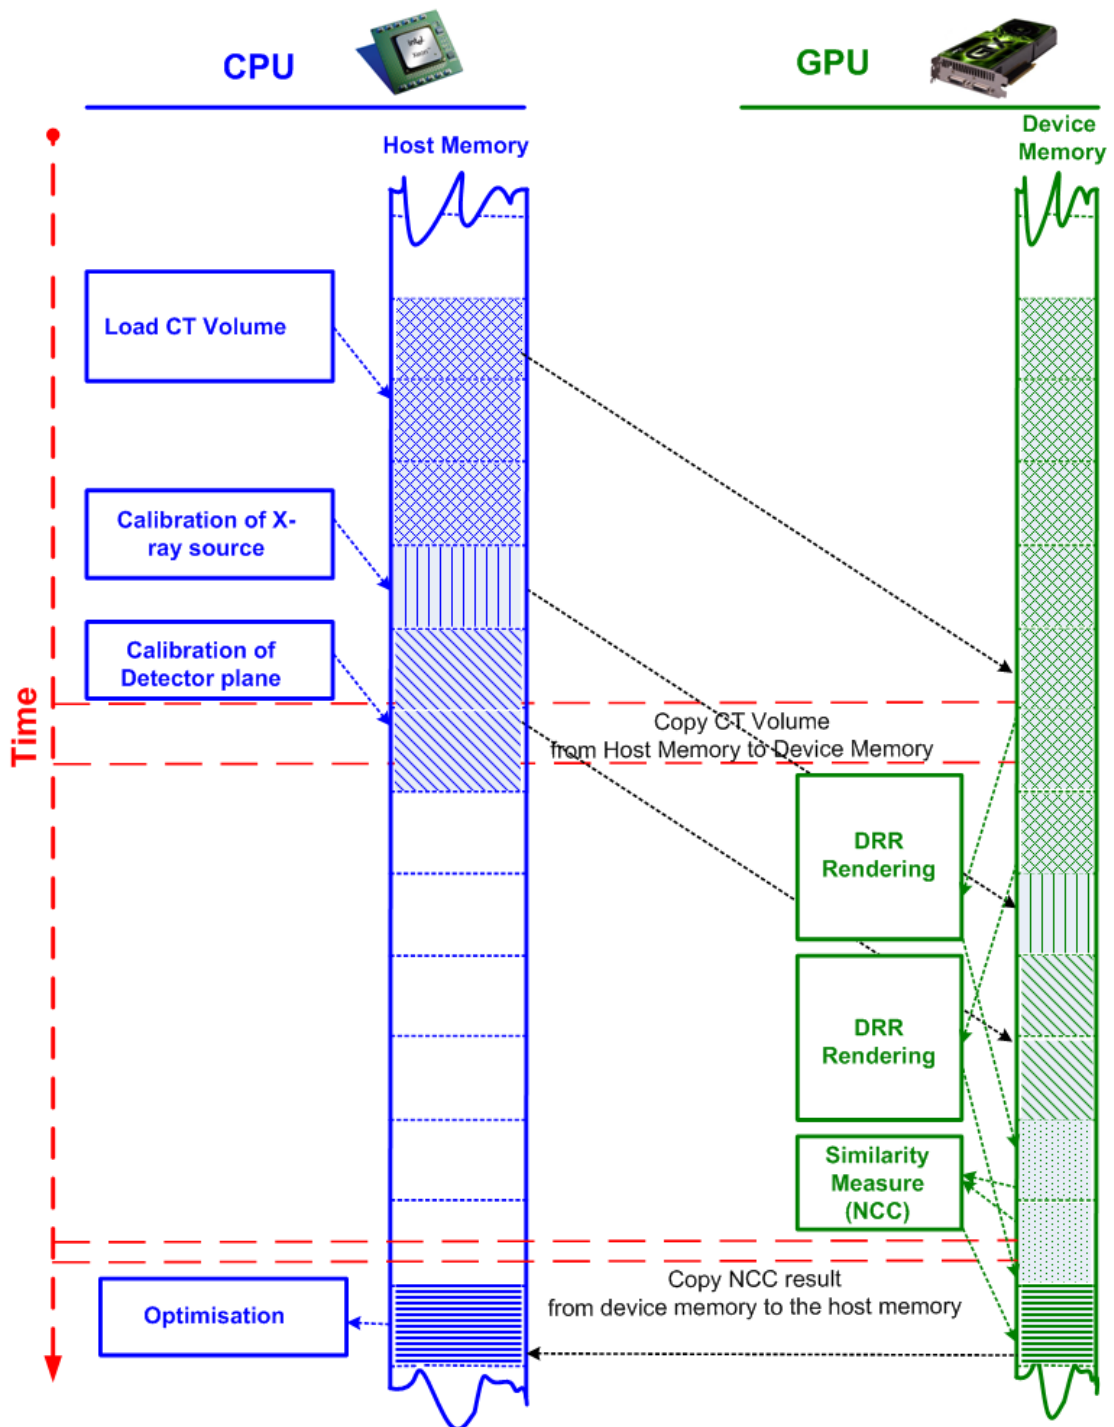 CPU
GPU
intel
Xeon
Host Memory
Device
Memory
Load CT Volume
Calibration of X-
ray source
Calibration of
Detector plane
Time
Copy CT Volume
from Host Memory to Device Memory
DRR
Rendering
DRR
Rendering
Similarity
Measure
(NCC)
Copy NCC result
from device memory to the host memory
Optimisation